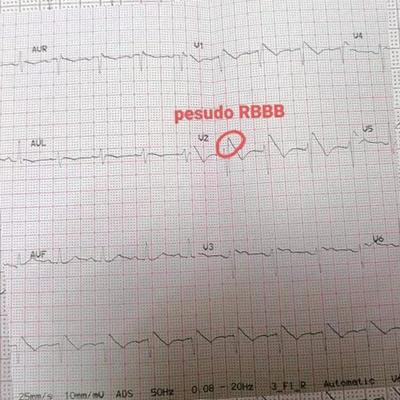 AVR
V1
V4
pesudo RBBB
AVL
V2
V5
AVF
V3
V6
25mm/s 10mm/mV ADS 50Hz 0.08 - 20Hz 3_F1_R Automatic